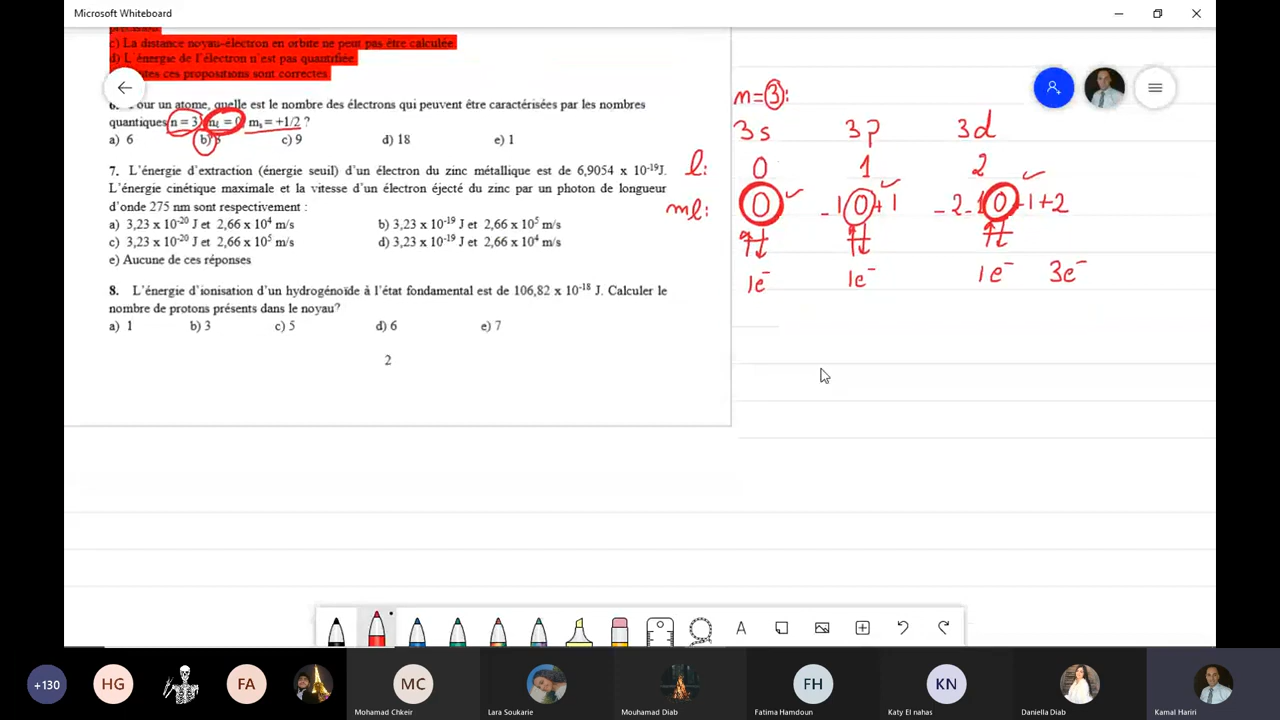 Microsoft Whiteboard
c) La distance noyau-électron en orbite ne peut pas être calculée
d) L'énergie de l'électron n'est pas quantifiée
ces propositions sont correctes
our un atome, quelle est le nombre des électrons qui peuvent être caractérisées par les nombres
quantiques n = 3, mℓ = 0, ms = +1/2 ?
a) 6 b) 3 c) 9 d) 18 e) 1
7. L'énergie d'extraction (énergie seuil) d'un électron du zinc métallique est de 6,9054 x 10⁻¹⁹J.
L'énergie cinétique maximale et la vitesse d'un électron éjecté du zinc par un photon de longueur
d'onde 275 nm sont respectivement :
a) 3,23 x 10⁻²⁰ J et 2,66 x 10⁴ m/s b) 3,23 x 10⁻¹⁹ J et 2,66 x 10⁵ m/s
c) 3,23 x 10⁻²⁰ J et 2,66 x 10⁵ m/s d) 3,23 x 10⁻¹⁹ J et 2,66 x 10⁴ m/s
e) Aucune de ces réponses
8. L'énergie d'ionisation d'un hydrogénoïde à l'état fondamental est de 106,82 x 10⁻¹⁸ J. Calculer le
nombre de protons présents dans le noyau?
a) 1 b) 3 c) 5 d) 6 e) 7
2
n=3:
3s 3p 3d
l: 0 1 2
ml: 0 -1 0 +1 -2 -1 0 +1 +2
1e⁻ 1e⁻ 1e⁻ 3e⁻
A
+130 HG FA MC FH KN
Mohamad Chkeir Lara Soukarie Mouhamad Diab Fatima Hamdoun Katy El nahas Daniella Diab Kamal Hariri